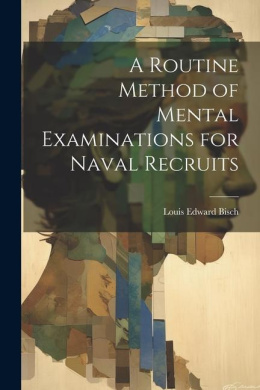 A Routine
Method of
Mental
Examinations for
Naval Recruits
Louis Edward Bisch